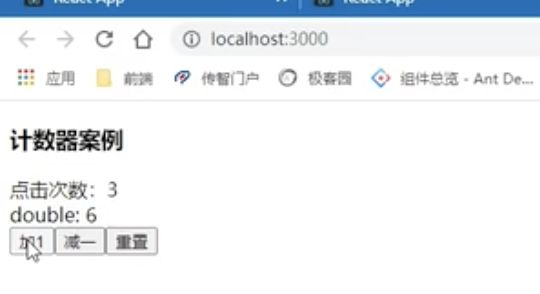 React App React App
localhost:3000
应用 前端 传智门户 极客园 组件总览 - Ant De...
计数器案例
点击次数：3
double: 6
加1 减一 重置